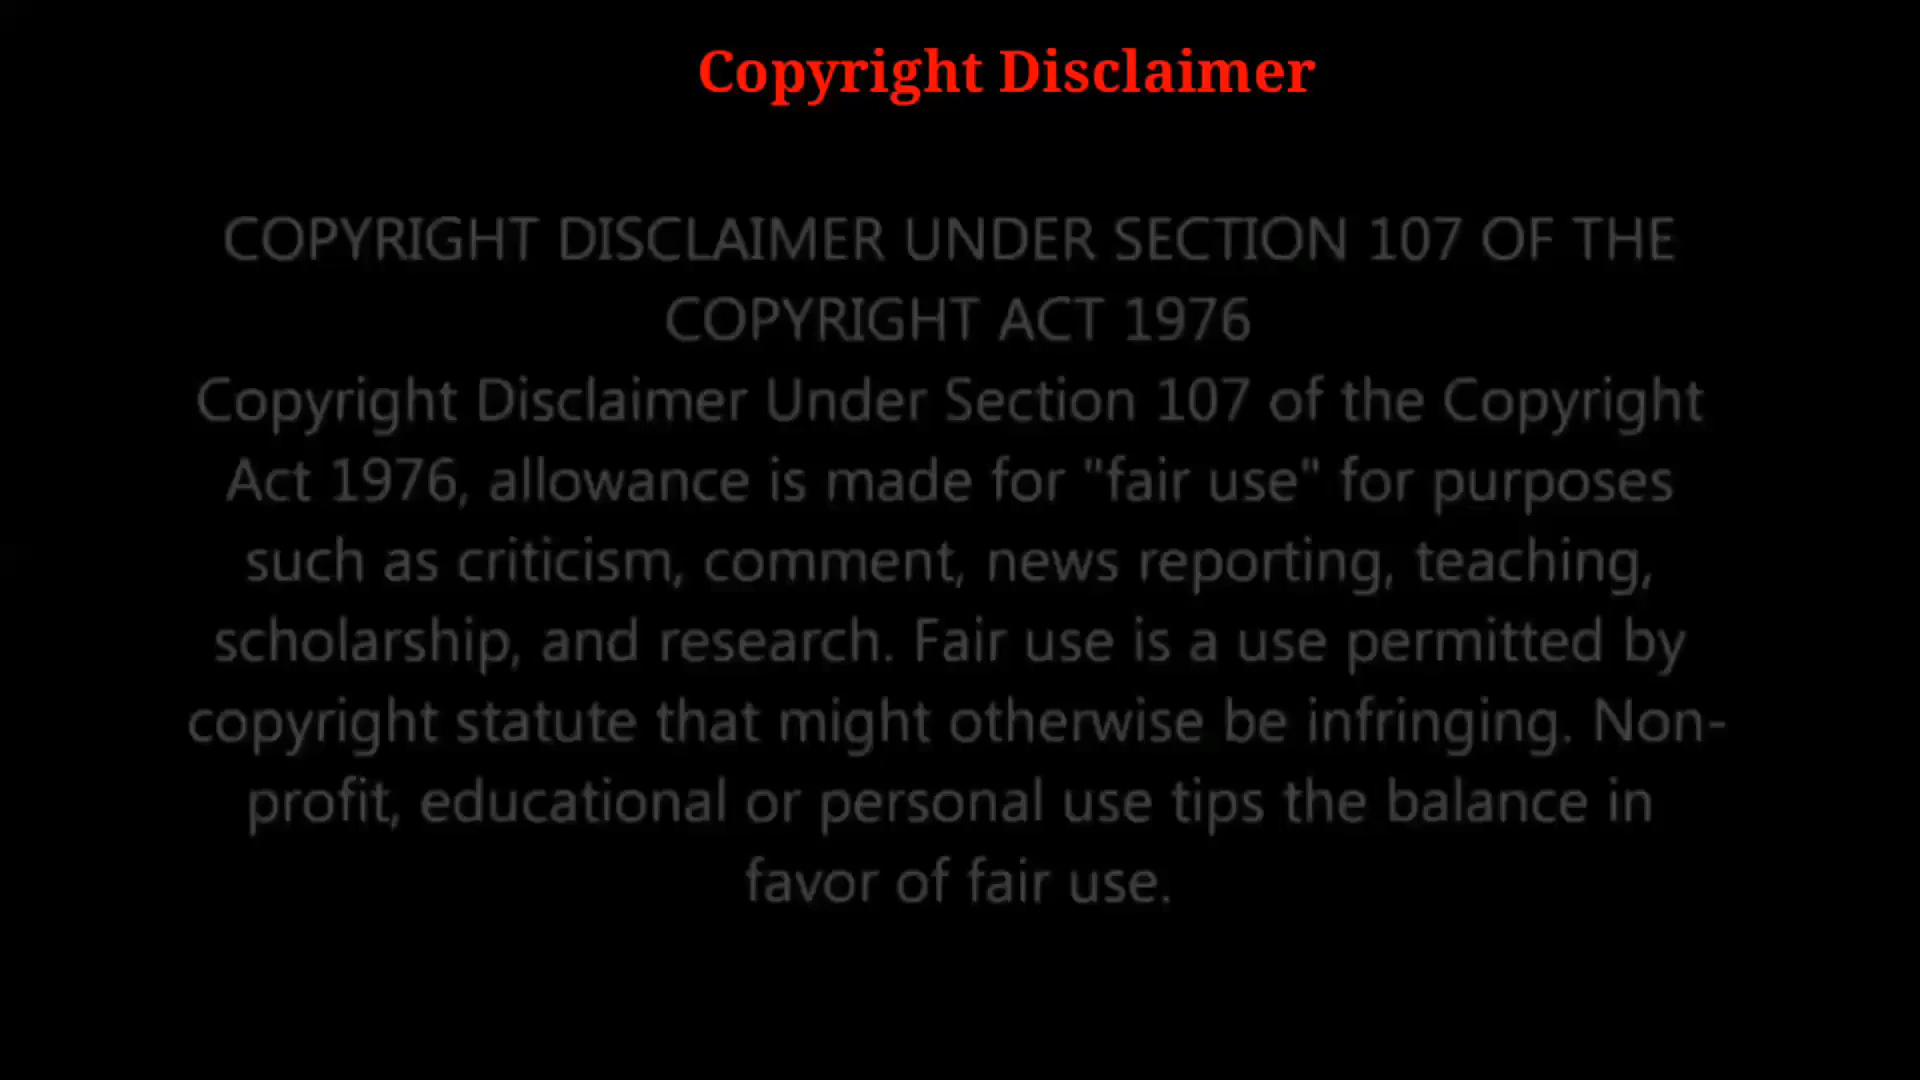 Copyright Disclaimer
COPYRIGHT DISCLAIMER UNDER SECTION 107 OF THE
COPYRIGHT ACT 1976
Copyright Disclaimer Under Section 107 of the Copyright
Act 1976, allowance is made for "fair use" for purposes
such as criticism, comment, news reporting, teaching,
scholarship, and research. Fair use is a use permitted by
copyright statute that might otherwise be infringing. Non-
profit, educational or personal use tips the balance in
favor of fair use.